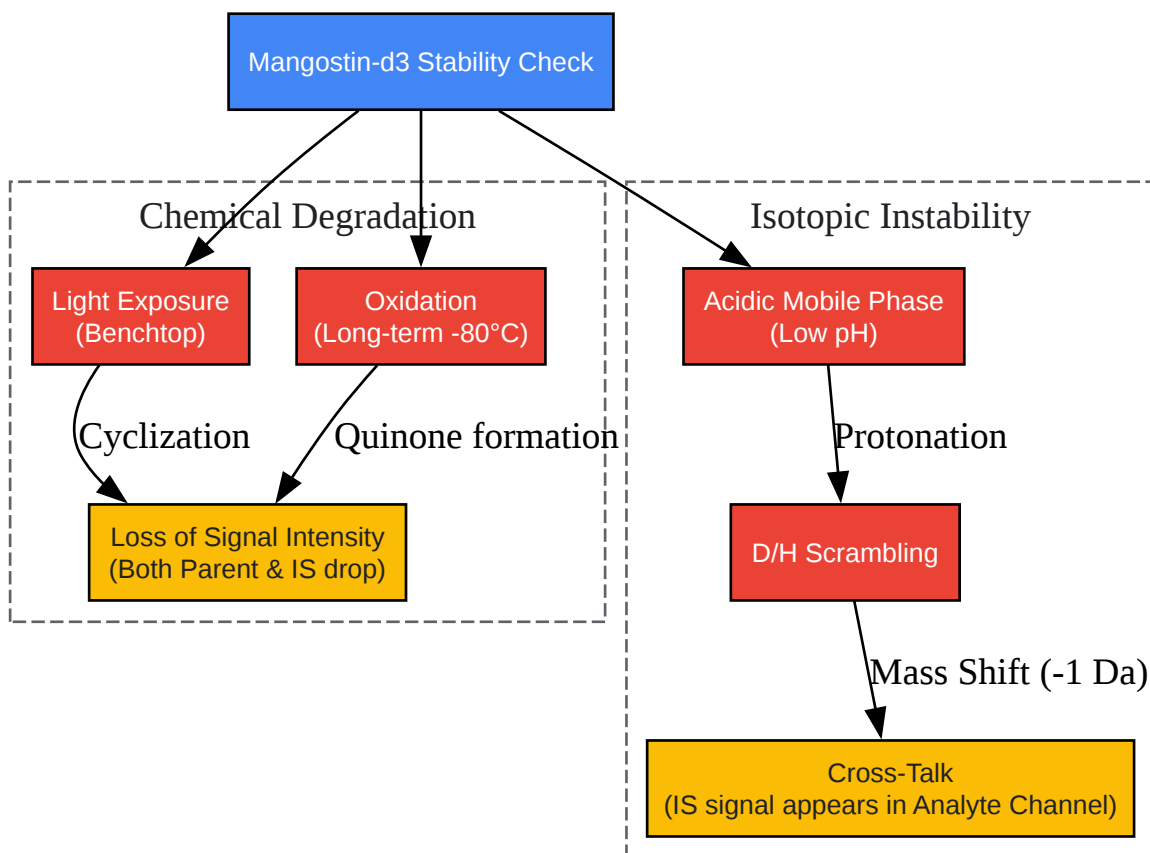 Mangostin-d3 Stability Check
Chemical Degradation
Isotopic Instability
Light Exposure
(Benchtop)
Oxidation
(Long-term -80°C)
Acidic Mobile Phase
(Low pH)
Cyclization
Quinone formation
Protonation
Loss of Signal Intensity
(Both Parent & IS drop)
D/H Scrambling
Mass Shift (-1 Da)
Cross-Talk
(IS signal appears in Analyte Channel)